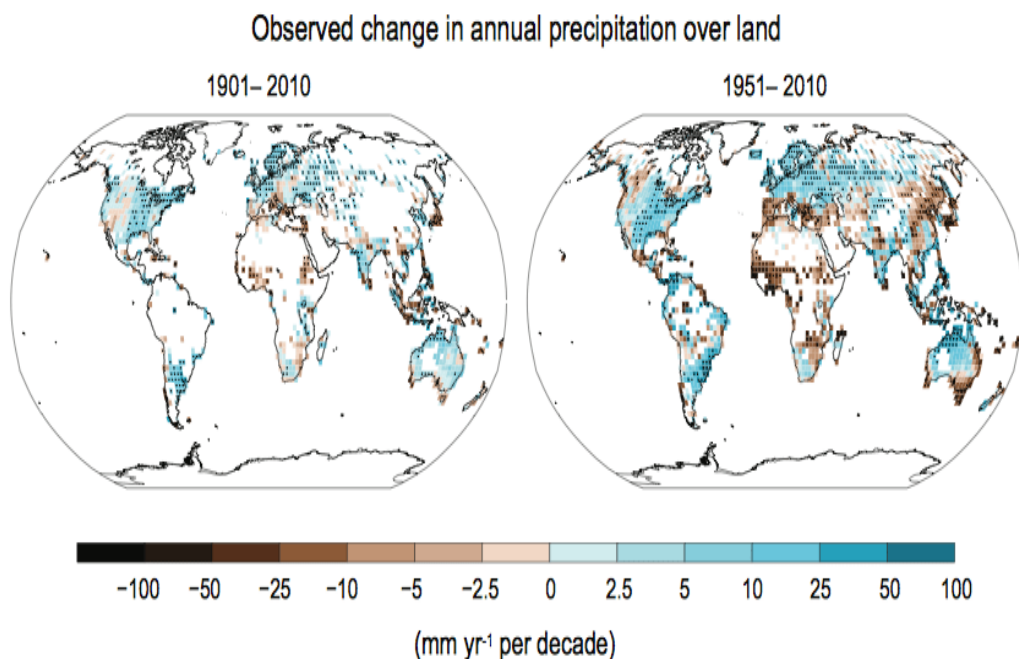 Observed change in annual precipitation over land
1901– 2010
1951– 2010
−100 −50 −25 −10 −5 −2.5 0 2.5 5 10 25 50 100
(mm yr-1 per decade)